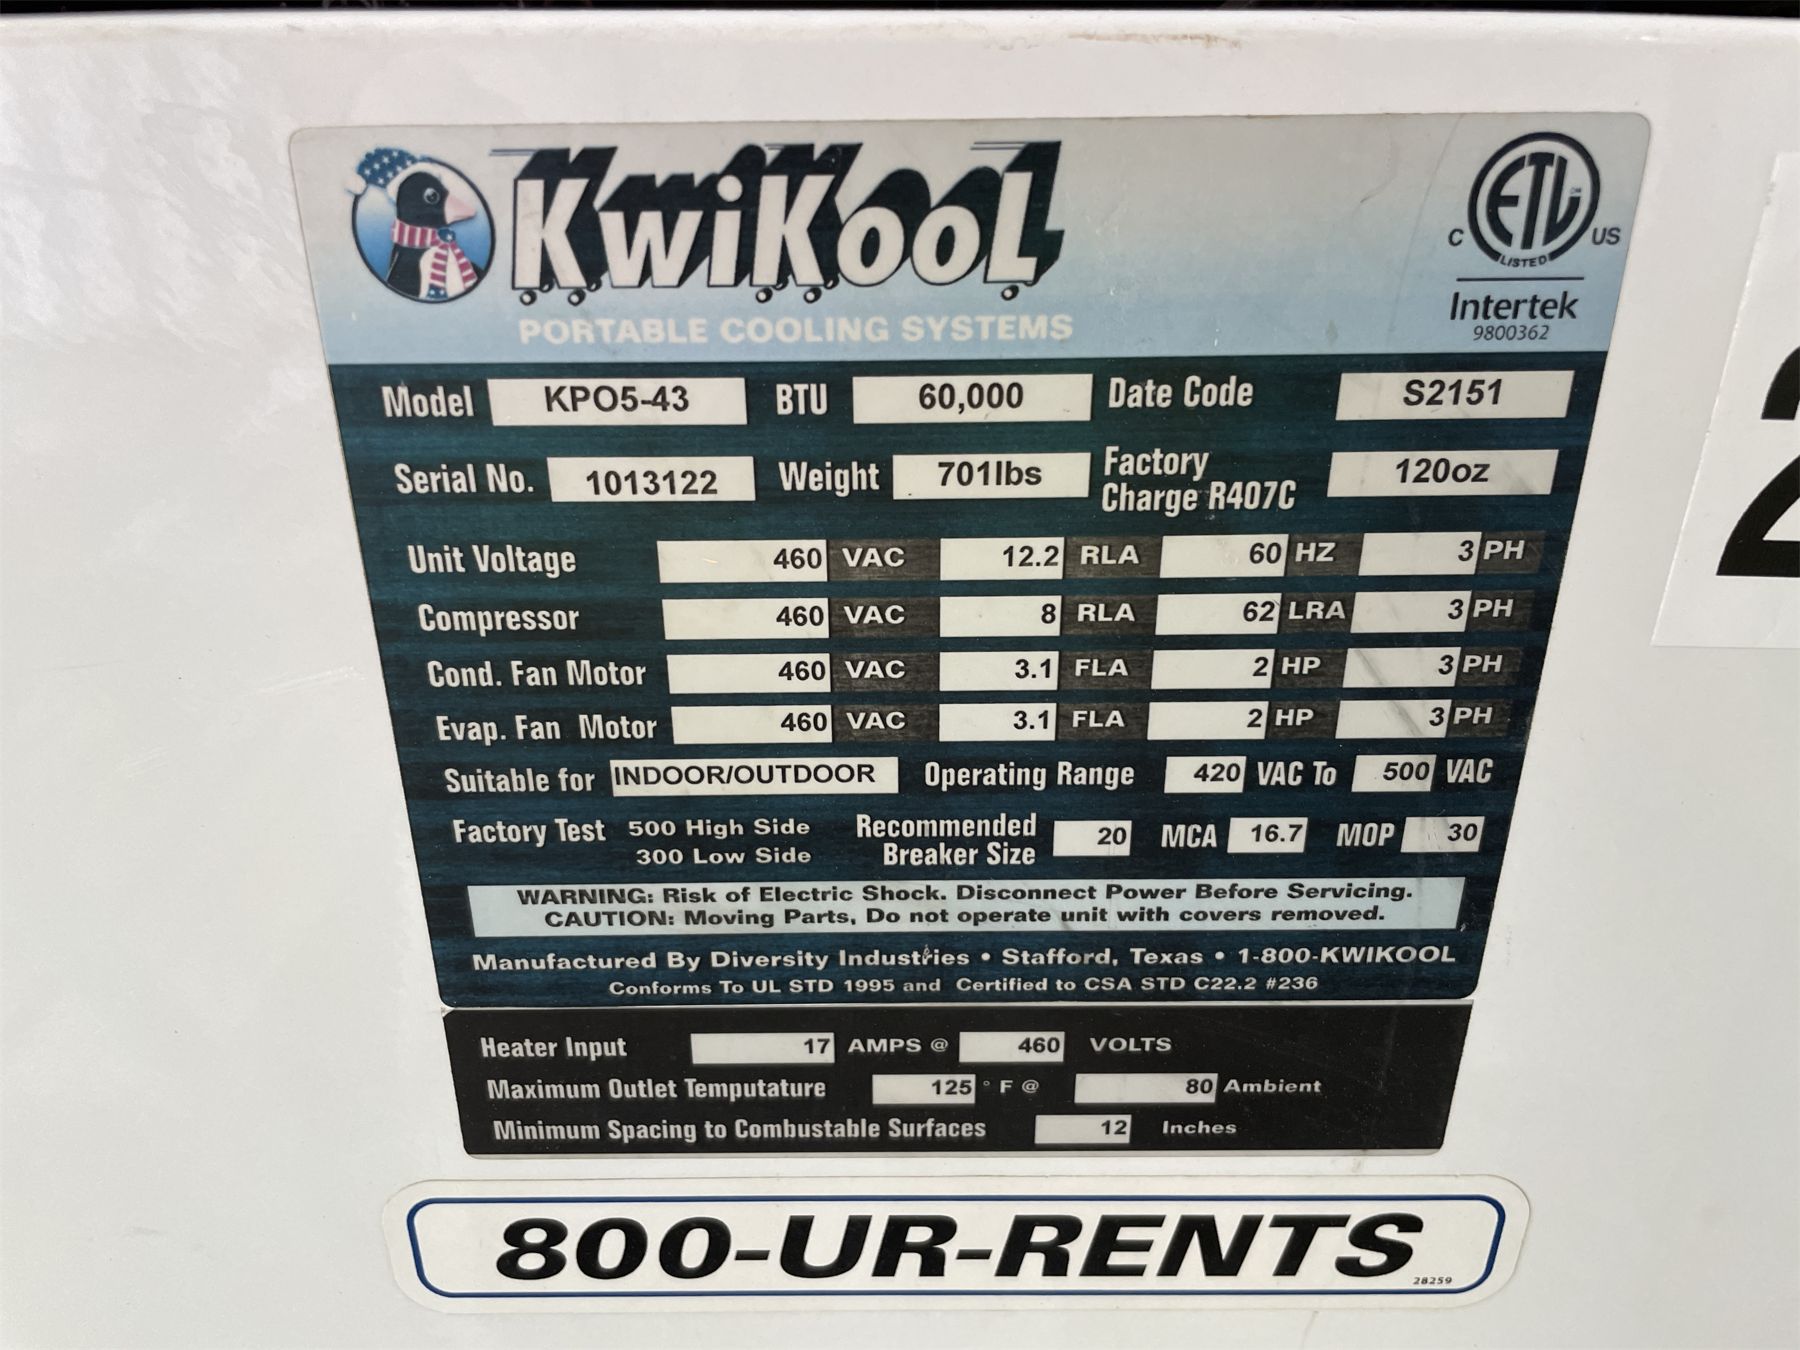 KwiKool
PORTABLE COOLING SYSTEMS
ETL CM
C LISTED US
Intertek
9800362
Model KPO5-43 BTU 60,000 Date Code S2151
Serial No. 1013122 Weight 701lbs Factory Charge R407C 120oz
Unit Voltage 460 VAC 12.2 RLA 60 HZ 3 PH
Compressor 460 VAC 8 RLA 62 LRA 3 PH
Cond. Fan Motor 460 VAC 3.1 FLA 2 HP 3 PH
Evap. Fan Motor 460 VAC 3.1 FLA 2 HP 3 PH
Suitable for INDOOR/OUTDOOR Operating Range 420 VAC To 500 VAC
Factory Test 500 High Side 300 Low Side Recommended Breaker Size 20 MCA 16.7 MOP 30
WARNING: Risk of Electric Shock. Disconnect Power Before Servicing.
CAUTION: Moving Parts, Do not operate unit with covers removed.
Manufactured By Diversity Industries • Stafford, Texas • 1-800-KWIKOOL
Conforms To UL STD 1995 and Certified to CSA STD C22.2 #236
Heater Input 17 AMPS @ 460 VOLTS
Maximum Outlet Temputature 125 ° F @ 80 Ambient
Minimum Spacing to Combustable Surfaces 12 Inches
800-UR-RENTS
28259